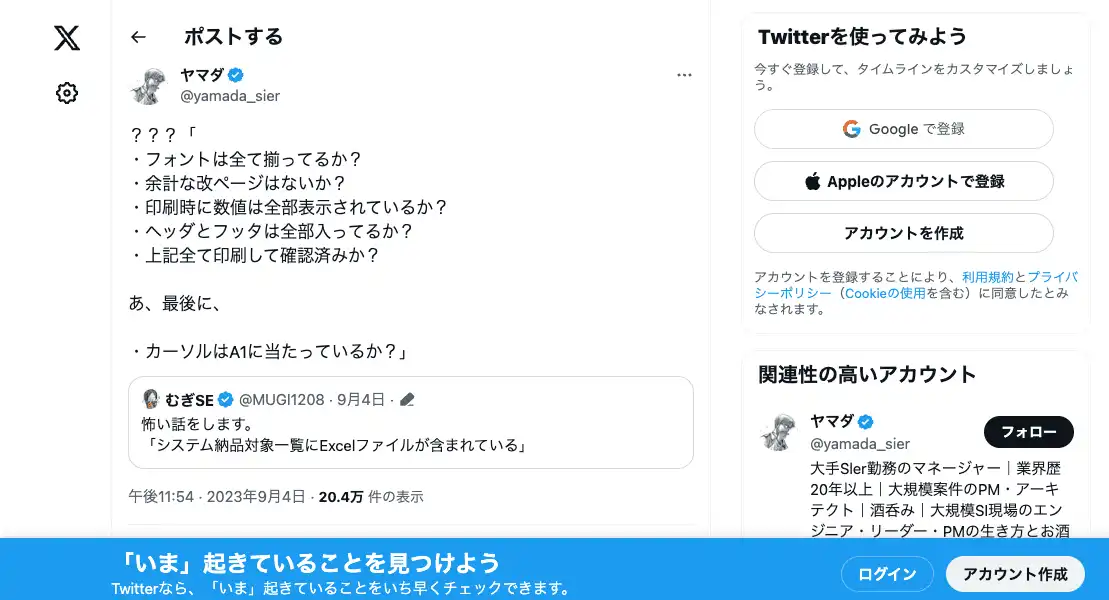 ポストする
ヤマダ
@yamada_sier
？？？「
・フォントは全て揃ってるか？
・余計な改ページはないか？
・印刷時に数値は全部表示されているか？
・ヘッダとフッタは全部入ってるか？
・上記全て印刷して確認済みか？
あ、最後に、
・カーソルはA1に当たっているか？」
むぎSE @MUGI1208 · 9月4日 ·
怖い話をします。
「システム納品対象一覧にExcelファイルが含まれている」
午後11:54 · 2023年9月4日 · 20.4万 件の表示
Twitterを使ってみよう
今すぐ登録して、タイムラインをカスタマイズしましょ
う。
Google で登録
Appleのアカウントで登録
アカウントを作成
アカウントを登録することにより、利用規約とプライバ
シーポリシー（Cookieの使用を含む）に同意したとみ
なされます。
関連性の高いアカウント
ヤマダ
@yamada_sier
フォロー
大手SIer勤務のマネージャー｜業界歴
20年以上｜大規模案件のPM・アーキ
テクト｜酒呑み｜大規模SI現場のエン
ジニア・リーダー・PMの生き方とお酒
「いま」起きていることを見つけよう
Twitterなら、「いま」起きていることをいち早くチェックできます。
ログイン
アカウント作成